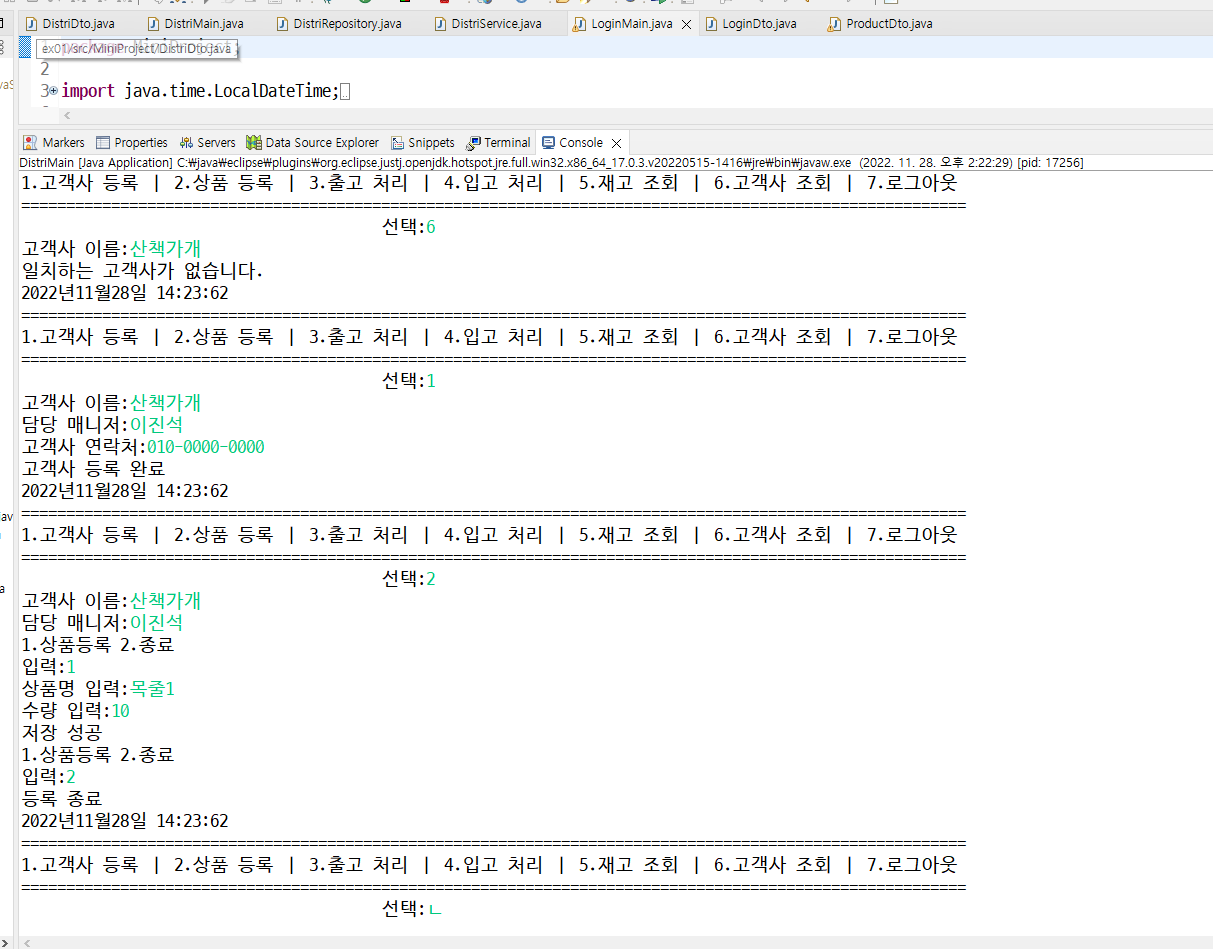 DistriDto.java DistriMain.java DistriRepository.java DistriService.java LoginMain.java LoginDto.java ProductDto.java
ex01/src/MiniProject/DistriDto.java
2
3 import java.time.LocalDateTime;
Markers Properties Servers Data Source Explorer Snippets Terminal Console
DistriMain [Java Application] C:₩java₩eclipse₩plugins₩org.eclipse.justj.openjdk.hotspot.jre.full.win32.x86_64_17.0.3.v20220515-1416₩jre₩bin₩javaw.exe (2022. 11. 28. 오후 2:22:29) [pid: 17256]
1.고객사 등록 | 2.상품 등록 | 3.출고 처리 | 4.입고 처리 | 5.재고 조회 | 6.고객사 조회 | 7.로그아웃
=========================================================================================================
선택:6
고객사 이름:산책가개
일치하는 고객사가 없습니다.
2022년11월28일 14:23:62
=========================================================================================================
1.고객사 등록 | 2.상품 등록 | 3.출고 처리 | 4.입고 처리 | 5.재고 조회 | 6.고객사 조회 | 7.로그아웃
=========================================================================================================
선택:1
고객사 이름:산책가개
담당 매니저:이진석
고객사 연락처:010-0000-0000
고객사 등록 완료
2022년11월28일 14:23:62
=========================================================================================================
1.고객사 등록 | 2.상품 등록 | 3.출고 처리 | 4.입고 처리 | 5.재고 조회 | 6.고객사 조회 | 7.로그아웃
=========================================================================================================
선택:2
고객사 이름:산책가개
담당 매니저:이진석
1.상품등록 2.종료
입력:1
상품명 입력:목줄1
수량 입력:10
저장 성공
1.상품등록 2.종료
입력:2
등록 종료
2022년11월28일 14:23:62
=========================================================================================================
1.고객사 등록 | 2.상품 등록 | 3.출고 처리 | 4.입고 처리 | 5.재고 조회 | 6.고객사 조회 | 7.로그아웃
=========================================================================================================
선택:ㄴ